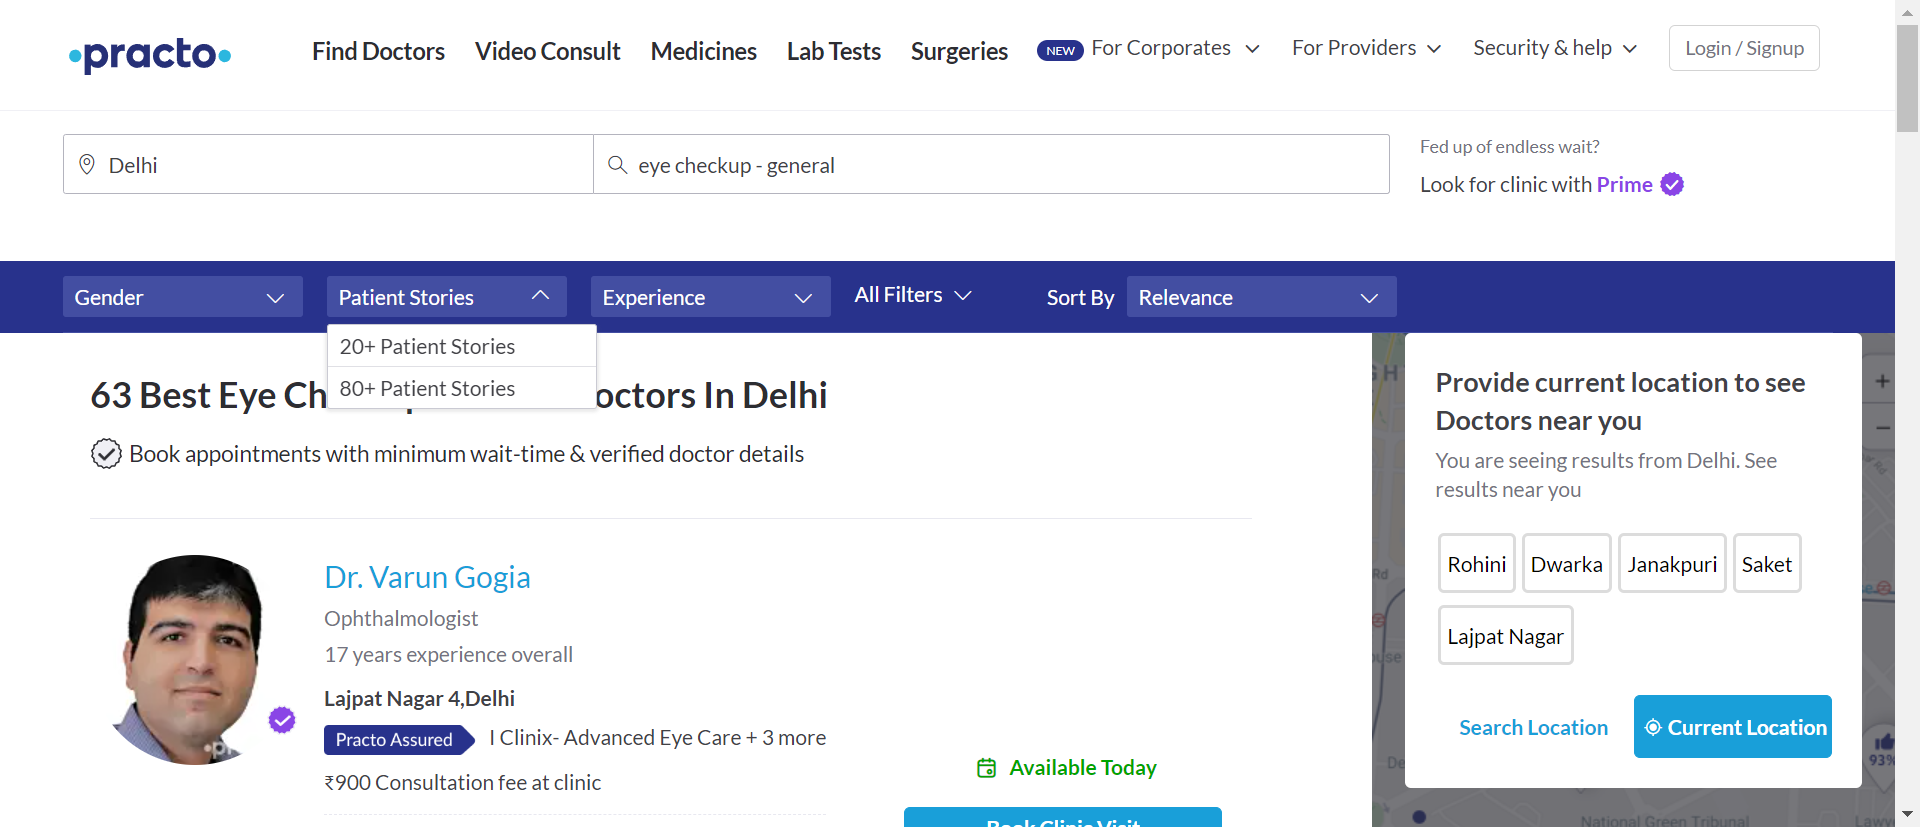 practo
Find Doctors
Video Consult
Medicines
Lab Tests
Surgeries
NEW
For Corporates
For Providers
Security & help
Login / Signup
Delhi
eye checkup - general
Fed up of endless wait?
Look for clinic with Prime
Gender
Patient Stories
Experience
All Filters
Sort By
Relevance
20+ Patient Stories
80+ Patient Stories
63 Best Eye
In Delhi
Book appointments with minimum wait-time & verified doctor details
Dr. Varun Gogia
Ophthalmologist
17 years experience overall
Lajpat Nagar 4,Delhi
Practo Assured
I Clinix- Advanced Eye Care + 3 more
₹900 Consultation fee at clinic
Available Today
Book Clinic Visit
Provide current location to see
Doctors near you
You are seeing results from Delhi. See
results near you
Rohini
Dwarka
Janakpuri
Saket
Lajpat Nagar
Search Location
Current Location
+
−
Rd
93%
National Green Tribunal